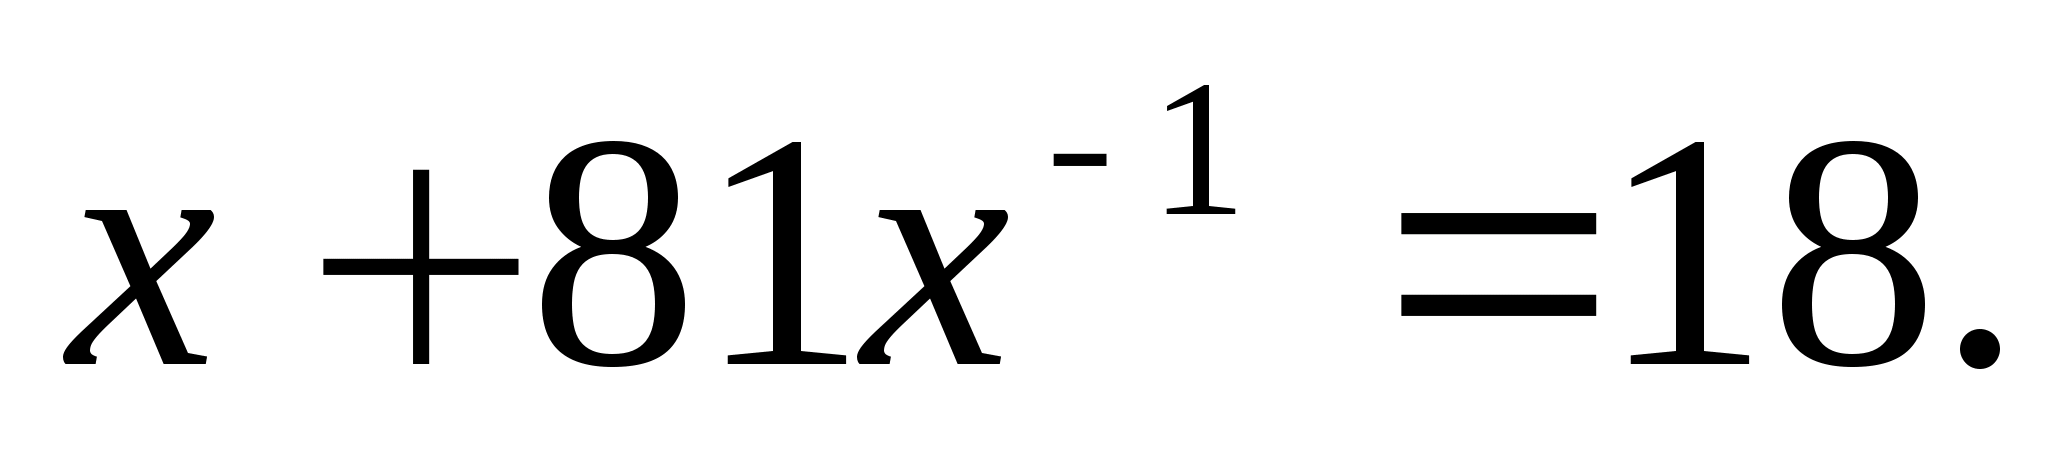 x + 81x⁻¹ = 18.